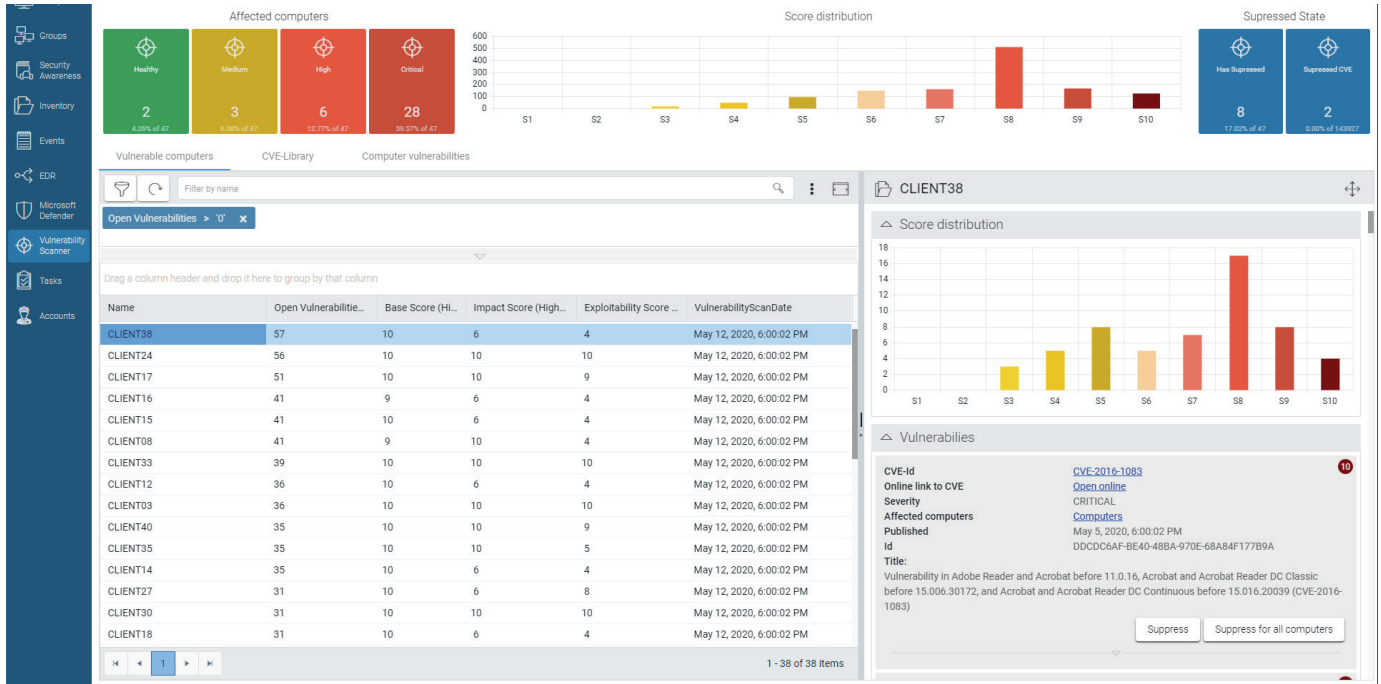 Groups
Security
Awareness
Inventory
Events
EDR
Microsoft
Defender
Vulnerability
Scanner
Tasks
Accounts
Affected computers
Healthy
2
4.26% of 47
Medium
3
6.38% of 47
High
6
12.77% of 47
Critical
28
59.57% of 47
Score distribution
600
500
400
300
200
100
0
S1 S2 S3 S4 S5 S6 S7 S8 S9 S10
Supressed State
Has Supressed
8
17.02% of 47
Supressed CVE
2
0.00% of 143927
Vulnerable computers CVE-Library Computer vulnerabilities
Filter by name
Open Vulnerabilities > '0' x
Drag a column header and drop it here to group by that column
Name Open Vulnerabilitie... Base Score (Hi... Impact Score (High... Exploitability Score ... VulnerabilityScanDate
CLIENT38 57 10 6 4 May 12, 2020, 6:00:02 PM
CLIENT24 56 10 10 10 May 12, 2020, 6:00:02 PM
CLIENT17 51 10 10 9 May 12, 2020, 6:00:02 PM
CLIENT16 41 9 6 4 May 12, 2020, 6:00:02 PM
CLIENT15 41 10 6 4 May 12, 2020, 6:00:02 PM
CLIENT08 41 9 10 4 May 12, 2020, 6:00:02 PM
CLIENT33 39 10 10 10 May 12, 2020, 6:00:02 PM
CLIENT12 36 10 6 4 May 12, 2020, 6:00:02 PM
CLIENT03 36 10 10 10 May 12, 2020, 6:00:02 PM
CLIENT40 35 10 10 9 May 12, 2020, 6:00:02 PM
CLIENT35 35 10 10 5 May 12, 2020, 6:00:02 PM
CLIENT14 35 10 6 4 May 12, 2020, 6:00:02 PM
CLIENT27 31 10 6 8 May 12, 2020, 6:00:02 PM
CLIENT30 31 10 10 10 May 12, 2020, 6:00:02 PM
CLIENT18 31 10 6 4 May 12, 2020, 6:00:02 PM
1
1 - 38 of 38 items
CLIENT38
Score distribution
18
16
14
12
10
8
6
4
2
0
S1 S2 S3 S4 S5 S6 S7 S8 S9 S10
Vulnerabilies
10
CVE-Id CVE-2016-1083
Online link to CVE Open online
Severity CRITICAL
Affected computers Computers
Published May 5, 2020, 6:00:02 PM
Id DDCDC6AF-BE40-48BA-970E-68A84F177B9A
Title:
Vulnerability in Adobe Reader and Acrobat before 11.0.16, Acrobat and Acrobat Reader DC Classic
before 15.006.30172, and Acrobat and Acrobat Reader DC Continuous before 15.016.20039 (CVE-2016-
1083)
Suppress Suppress for all computers